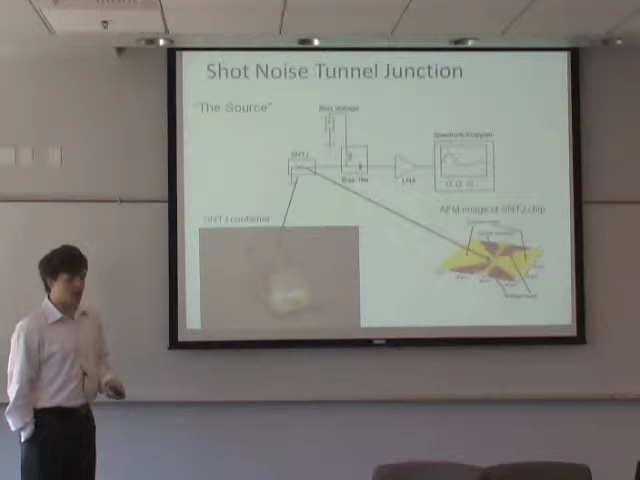 Shot Noise Tunnel Junction
"The Source"
Bias Voltage
Spectrum Analyzer
SNTJ
Bias Tee
LNA
SNTJ container
AFM image of SNTJ chip